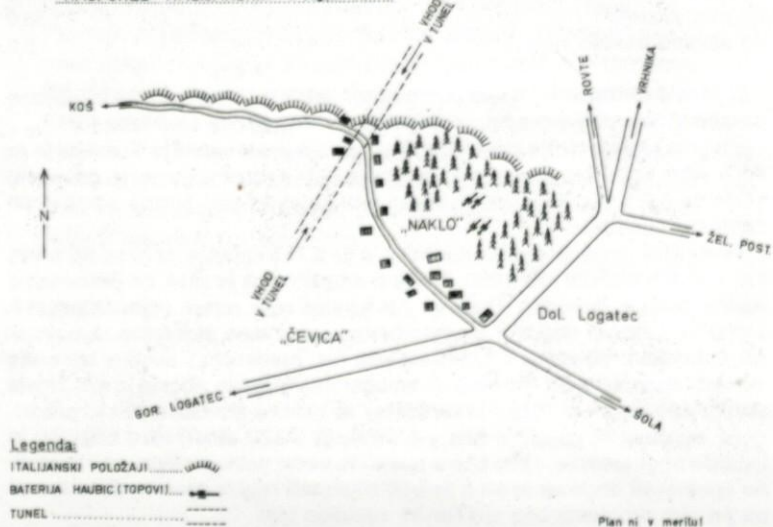 VHOD
V TUNEL
KOŠ
ROVTE
VRHNIKA
N
„NAKLO"
ŽEL. POST.
VHOD
V TUNEL
Dol. Logatec
„ČEVICA"
GOR. LOGATEC
ŠOLA
Legenda:
ITALIJANSKI POLOŽAJI
BATERIJA HAUBIC (TOPOVI)
TUNEL
Plan ni v merilu!